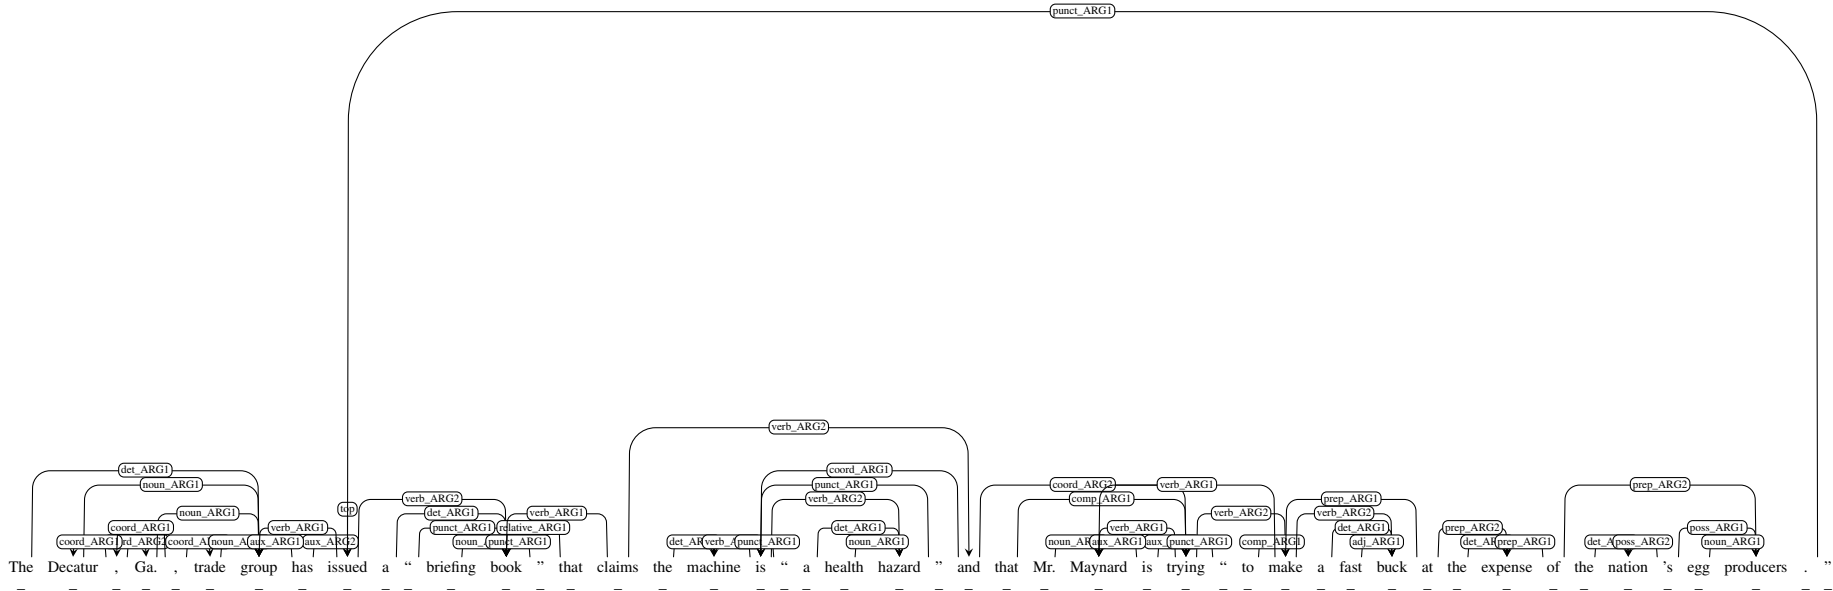 punct_ARG1
verb_ARG2
det_ARG1 coord_ARG1
noun_ARG1 punct_ARG1 coord_ARG2 verb_ARG1 prep_ARG2
top verb_ARG2 verb_ARG2 comp_ARG1 prep_ARG1
noun_ARG1 det_ARG1 verb_ARG1 verb_ARG2 verb_ARG2
coord_ARG1 verb_ARG1 punct_ARG1 relative_ARG1 det_ARG1 verb_ARG1 det_ARG1 prep_ARG2 poss_ARG1
coord_ARG1 aux_ARG1 aux_ARG2 punct_ARG1 punct_ARG1 noun_ARG1 aux_ARG1 punct_ARG1 comp_ARG1 adj_ARG1 prep_ARG1 poss_ARG2 noun_ARG1
The Decatur , Ga. , trade group has issued a “ briefing book ” that claims the machine is “ a health hazard ” and that Mr. Maynard is trying “ to make a fast buck at the expense of the nation ’s egg producers . ”